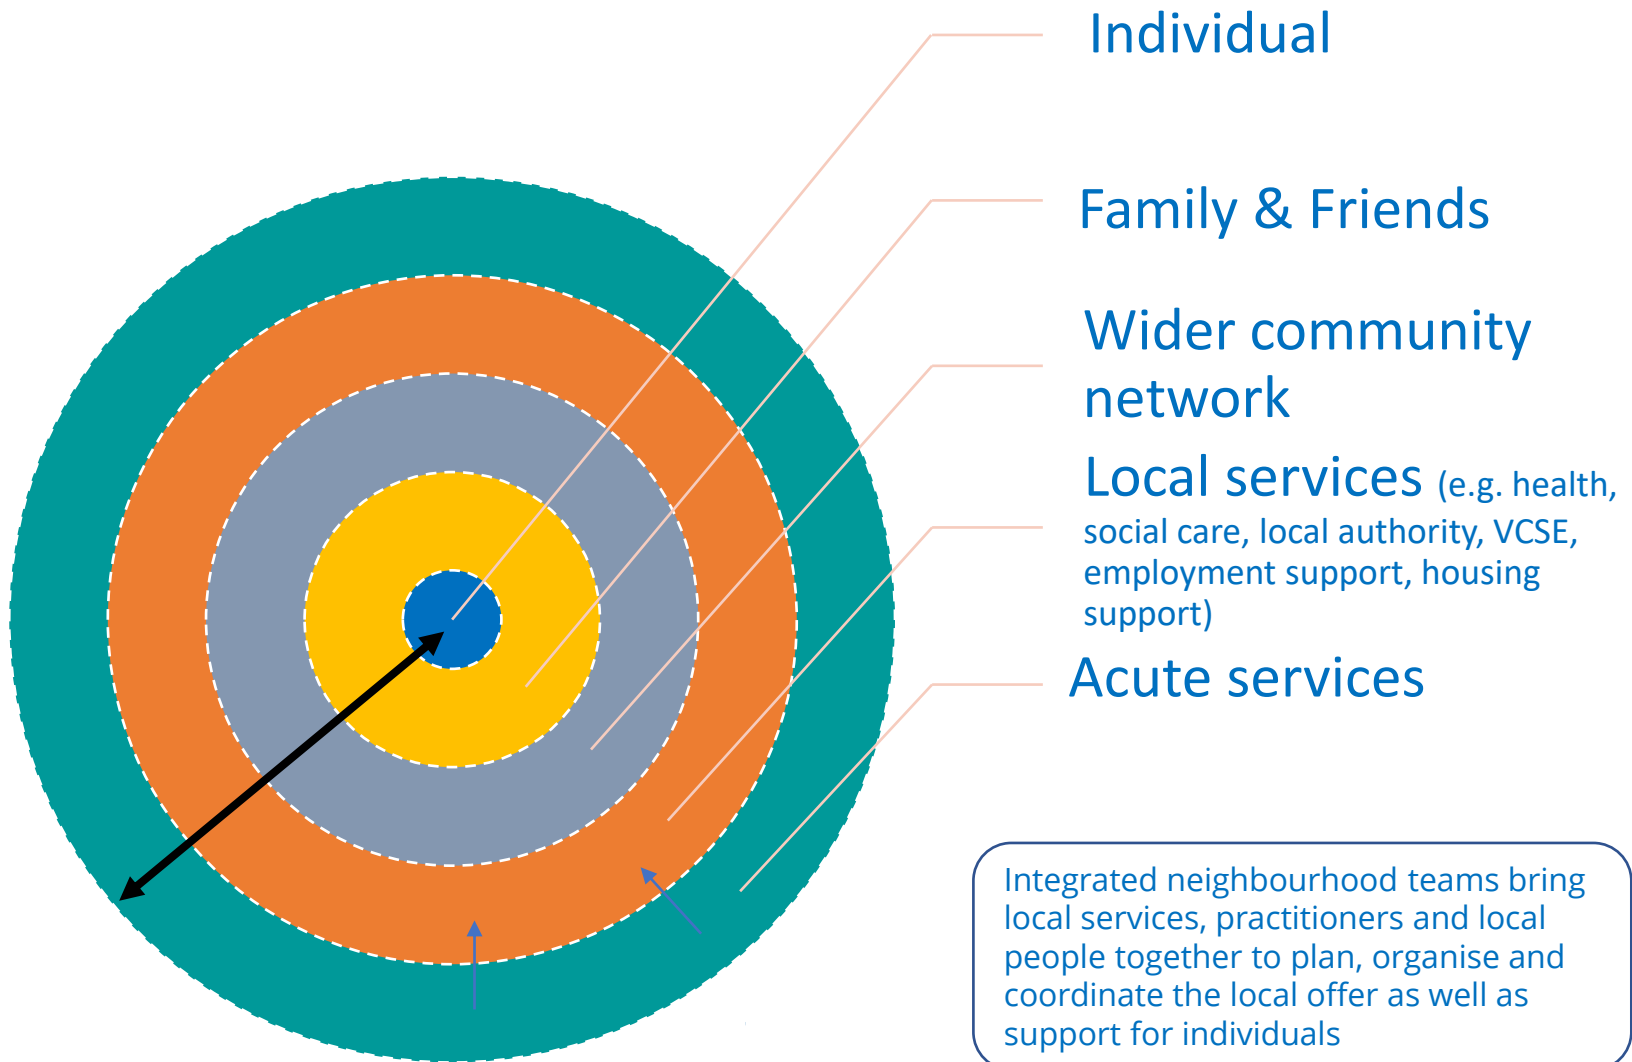 Individual
Family & Friends
Wider community
network
Local services (e.g. health,
social care, local authority, VCSE,
employment support, housing
support)
Acute services
Integrated neighbourhood teams bring
local services, practitioners and local
people together to plan, organise and
coordinate the local offer as well as
support for individuals